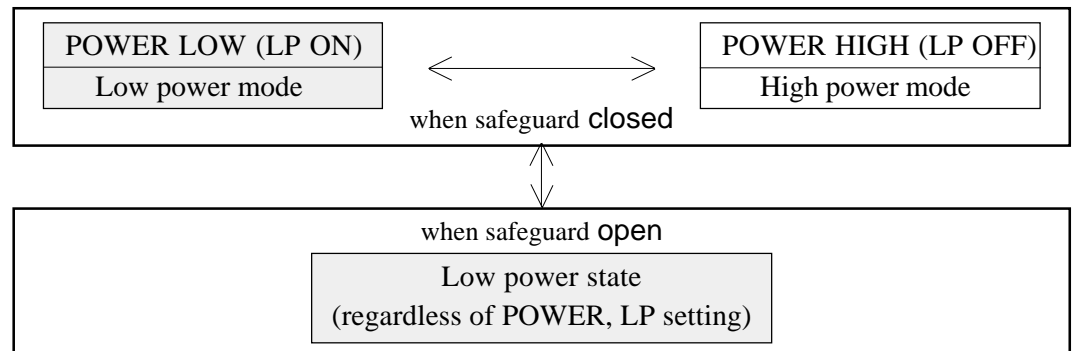 POWER LOW (LP ON)
Low power mode
POWER HIGH (LP OFF)
High power mode
when safeguard closed
when safeguard open
Low power state
(regardless of POWER, LP setting)